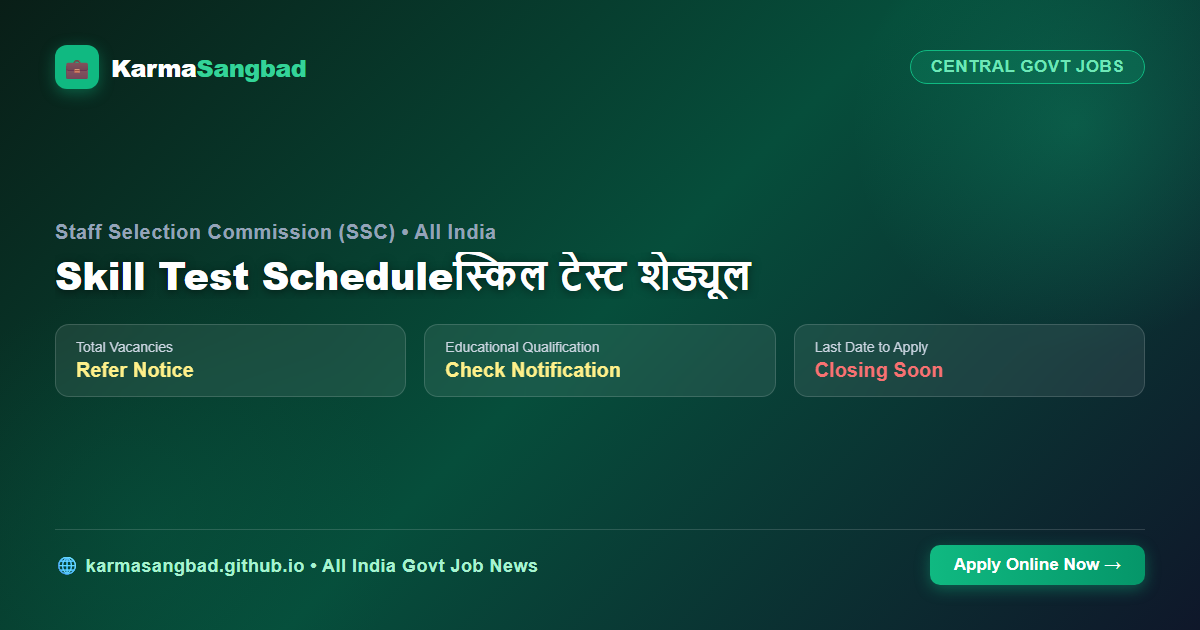 KarmaSangbad
CENTRAL GOVT JOBS
Staff Selection Commission (SSC) • All India
Skill Test Scheduleस्किल टेस्ट शेड्यूल
Total Vacancies
Refer Notice
Educational Qualification
Check Notification
Last Date to Apply
Closing Soon
karmasangbad.github.io • All India Govt Job News
Apply Online Now →